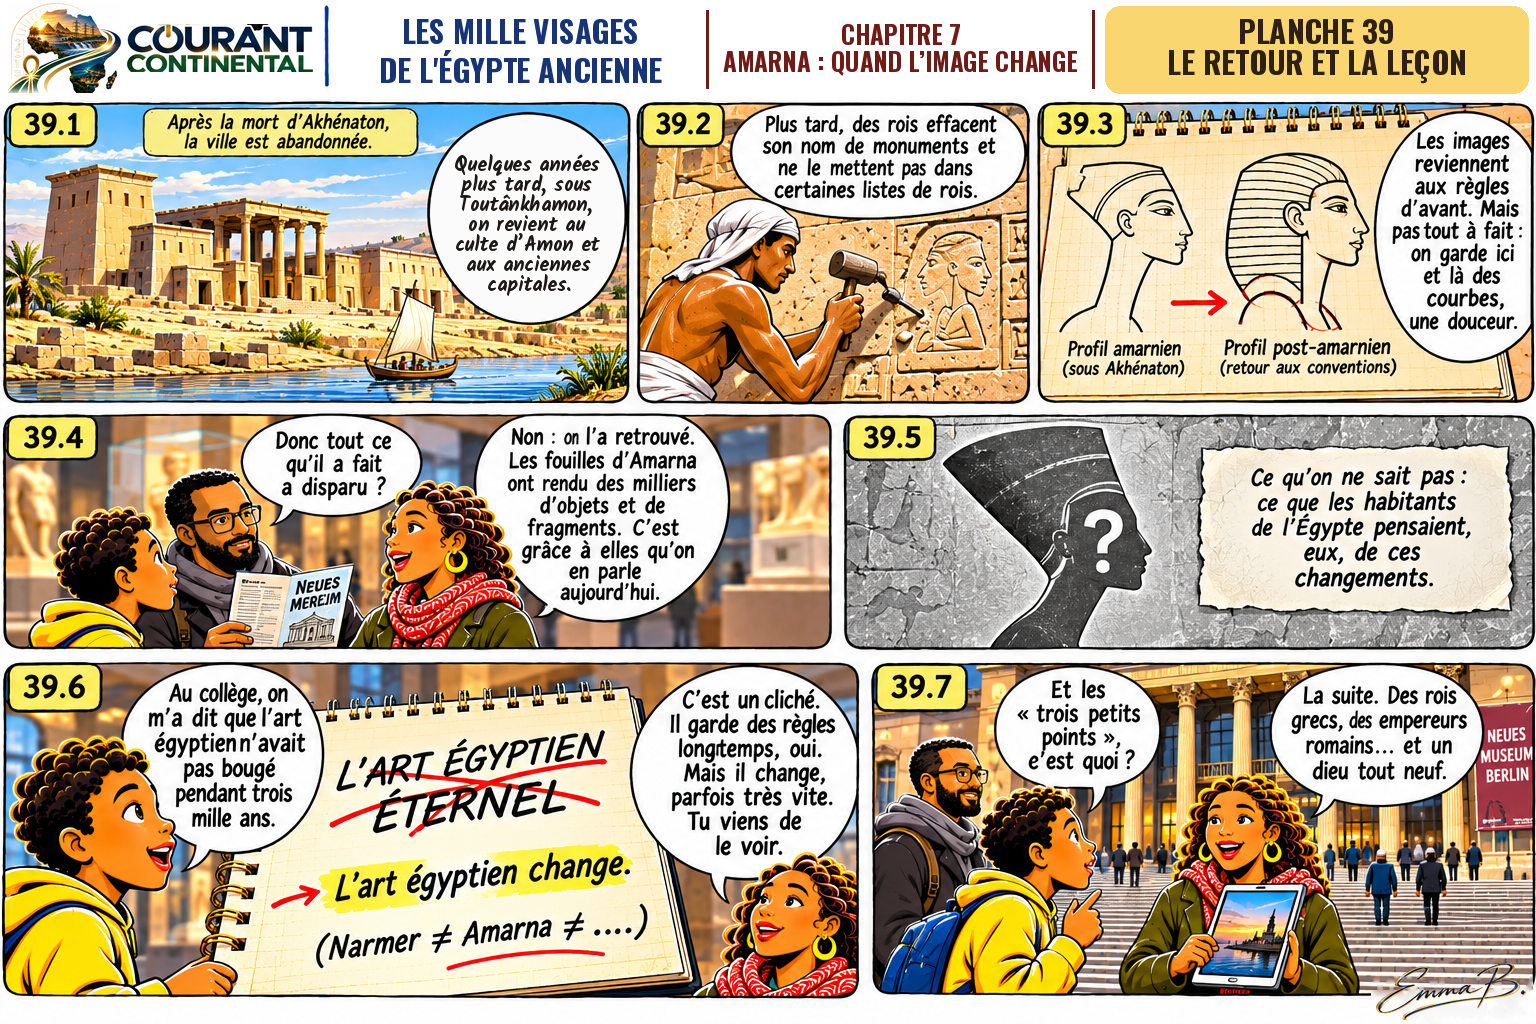 COURANT
CONTINENTAL
LES MILLE VISAGES
DE L'ÉGYPTE ANCIENNE
CHAPITRE 7
AMARNA : QUAND L'IMAGE CHANGE
PLANCHE 39
LE RETOUR ET LA LEÇON
39.1
Après la mort d'Akhénaton,
la ville est abandonnée.
Quelques années
plus tard, sous
Toutânkhamon,
on revient au
culte d'Amon et
aux anciennes
capitales.
39.2
Plus tard, des rois effacent
son nom de monuments et
ne le mettent pas dans
certaines listes de rois.
39.3
Les images
reviennent
aux règles
d'avant. Mais
pas tout à fait :
on garde ici
et là des
courbes,
une douceur.
Profil amarnien
(sous Akhénaton)
Profil post-amarnien
(retour aux conventions)
39.4
Donc tout ce
qu'il a fait
a disparu ?
Non : on l'a retrouvé.
Les fouilles d'Amarna
ont rendu des milliers
d'objets et de
fragments. C'est
grâce à elles qu'on
en parle
aujourd'hui.
NEUES
MEREIM
39.5
?
Ce qu'on ne sait pas :
ce que les habitants
de l'Égypte pensaient,
eux, de ces
changements.
39.6
Au collège, on
m'a dit que l'art
égyptien n'avait
pas bougé
pendant trois
mille ans.
L'ART ÉGYPTIEN
ÉTERNEL
L'art égyptien change.
(Narmer ≠ Amarna ≠ ....)
C'est un cliché.
Il garde des règles
longtemps, oui.
Mais il change,
parfois très vite.
Tu viens de
le voir.
39.7
Et les
« trois petits
points »,
e'est quoi ?
La suite. Des rois
grecs, des empereurs
romains... et un
dieu tout neuf.
NEUES
MUSEUM
BERLIN
Emma B.